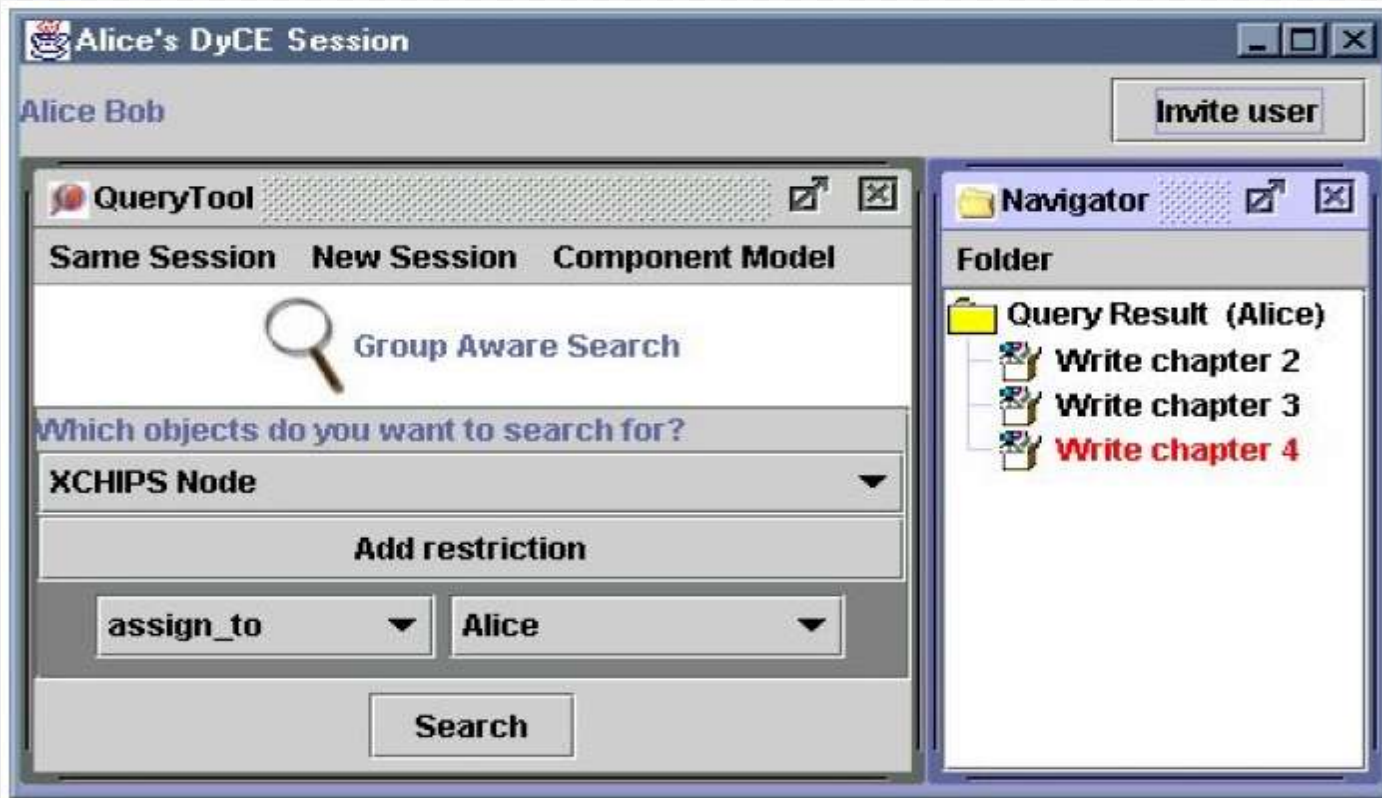 Alice's DyCE Session
Alice Bob
Invite user
QueryTool
Same Session New Session Component Model
Group Aware Search
Which objects do you want to search for?
XCHIPS Node
Add restriction
assign_to Alice
Search
Navigator
Folder
Query Result (Alice)
Write chapter 2
Write chapter 3
Write chapter 4